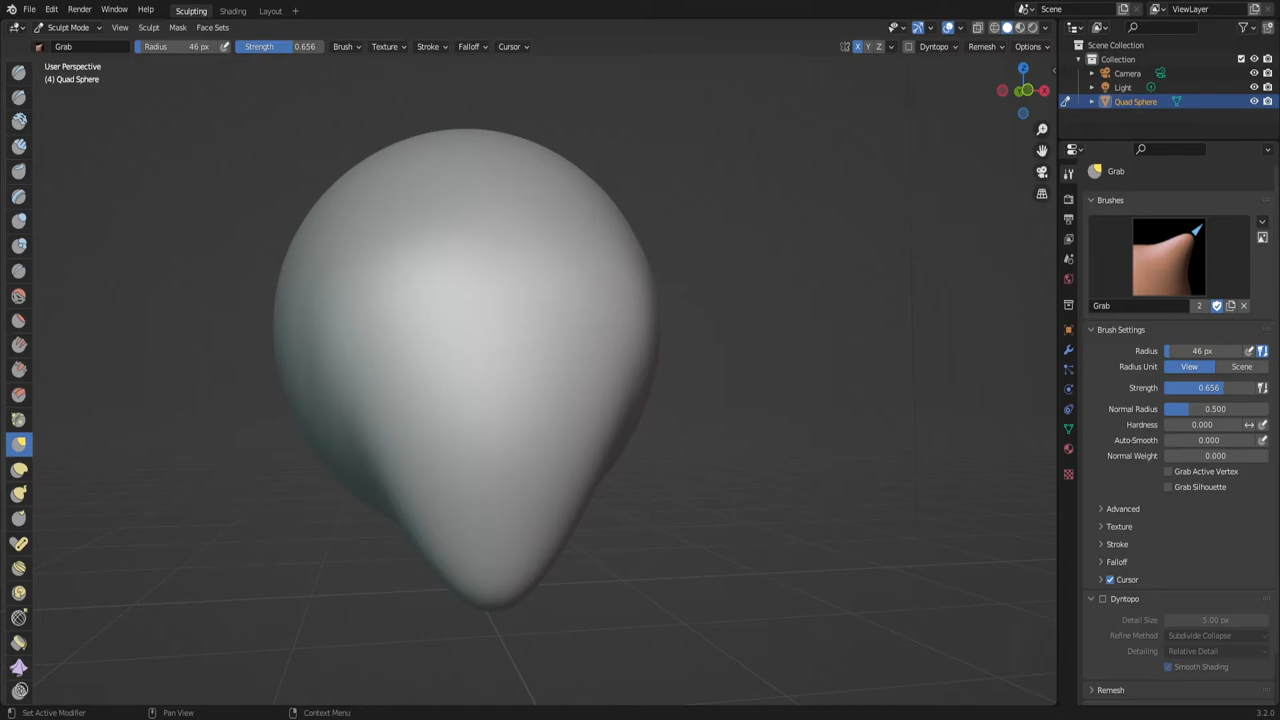 File Edit Render Window Help Sculpting Shading Layout + Scene ViewLayer
Sculpt Mode View Sculpt Mask Face Sets
Grab Radius 46 px Strength 0.656 Brush Texture Stroke Falloff Cursor X Y Z Dyntopo Remesh Options
User Perspective
(4) Quad Sphere
Z
Y
X
Scene Collection
Collection
Camera
Light
Quad Sphere
Grab
Brushes
Grab 2
Brush Settings
Radius 46 px
Radius Unit View Scene
Strength 0.656
Normal Radius 0.500
Hardness 0.000
Auto-Smooth 0.000
Normal Weight 0.000
Grab Active Vertex
Grab Silhouette
Advanced
Texture
Stroke
Falloff
Cursor
Dyntopo
Detail Size 5.00 px
Refine Method Subdivide Collapse
Detailing Relative Detail
Smooth Shading
Remesh
Set Active Modifier Pan View Context Menu 3.2.0